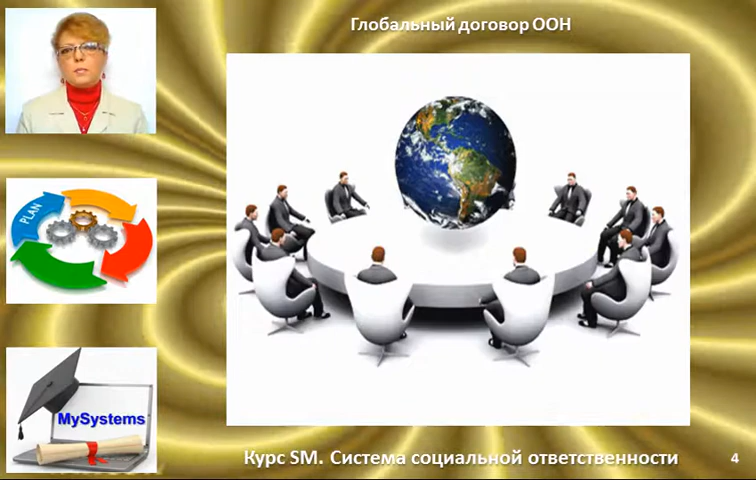 Глобальный договор ООН
PLAN
MySystems
Курс SM. Система социальной ответственности
4